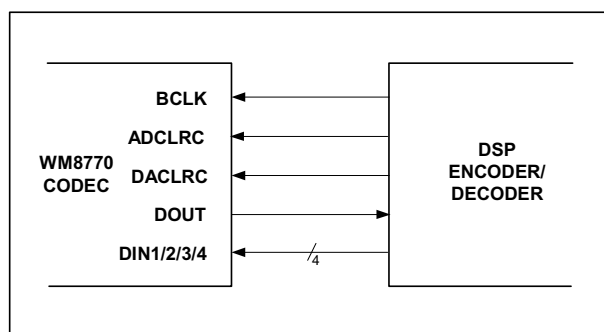 BCLK
ADCLRC
WM8770
CODEC
DACLRC
DOUT
DIN1/2/3/4
4
DSP
ENCODER/
DECODER